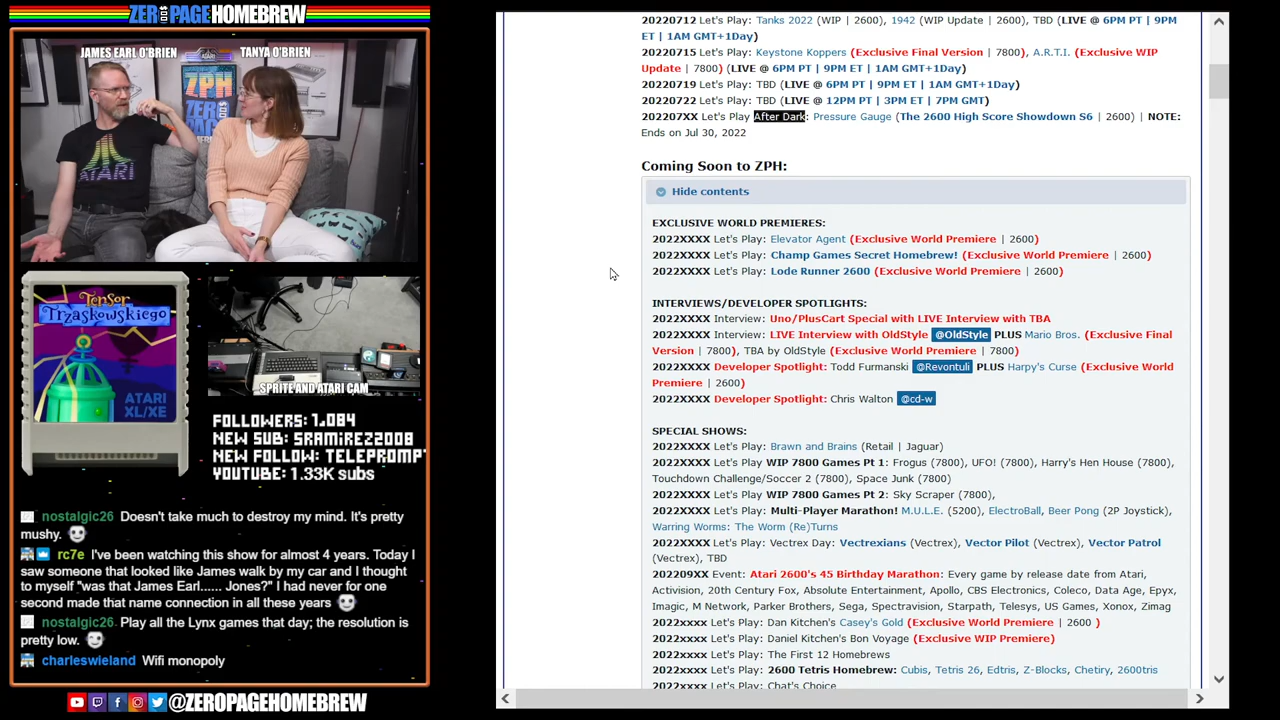 ZERO PAGE HOMEBREW
JAMES EARL O'BRIEN
TANYA O'BRIEN
ATARI
ZPH
Tensor
Trzaskowskiego
ATARI
XL/XE
SPRITE AND ATARI CAM
FOLLOWERS: 1,084
NEW SUB: SRAMIREZ2008
NEW FOLLOW: TELEPROMPT
YOUTUBE: 1.33K subs
nostalgic26 Doesn't take much to destroy my mind. It's pretty
mushy.
rc7e I've been watching this show for almost 4 years. Today I
saw someone that looked like James walk by my car and I thought
to myself "was that James Earl...... Jones?" I had never for one
second made that name connection in all these years
nostalgic26 Play all the Lynx games that day; the resolution is
pretty low.
charleswieland Wifi monopoly
@ZEROPAGEHOMEBREW
20220712 Let's Play: Tanks 2022 (WIP | 2600), 1942 (WIP Update | 2600), TBD (LIVE @ 6PM PT | 9PM
ET | 1AM GMT+1Day)
20220715 Let's Play: Keystone Koppers (Exclusive Final Version | 7800), A.R.T.I. (Exclusive WIP
Update | 7800) (LIVE @ 6PM PT | 9PM ET | 1AM GMT+1Day)
20220719 Let's Play: TBD (LIVE @ 6PM PT | 9PM ET | 1AM GMT+1Day)
20220722 Let's Play: TBD (LIVE @ 12PM PT | 3PM ET | 7PM GMT)
202207XX Let's Play After Dark: Pressure Gauge (The 2600 High Score Showdown S6 | 2600) | NOTE:
Ends on Jul 30, 2022
Coming Soon to ZPH:
Hide contents
EXCLUSIVE WORLD PREMIERES:
2022XXXX Let's Play: Elevator Agent (Exclusive World Premiere | 2600)
2022XXXX Let's Play: Champ Games Secret Homebrew! (Exclusive World Premiere | 2600)
2022XXXX Let's Play: Lode Runner 2600 (Exclusive World Premiere | 2600)
INTERVIEWS/DEVELOPER SPOTLIGHTS:
2022XXXX Interview: Uno/PlusCart Special with LIVE Interview with TBA
2022XXXX Interview: LIVE Interview with OldStyle @OldStyle PLUS Mario Bros. (Exclusive Final
Version | 7800), TBA by OldStyle (Exclusive World Premiere | 7800)
2022XXXX Developer Spotlight: Todd Furmanski @Revontuli PLUS Harpy's Curse (Exclusive World
Premiere | 2600)
2022XXXX Developer Spotlight: Chris Walton @cd-w
SPECIAL SHOWS:
2022XXXX Let's Play: Brawn and Brains (Retail | Jaguar)
2022XXXX Let's Play WIP 7800 Games Pt 1: Frogus (7800), UFO! (7800), Harry's Hen House (7800),
Touchdown Challenge/Soccer 2 (7800), Space Junk (7800)
2022XXXX Let's Play WIP 7800 Games Pt 2: Sky Scraper (7800),
2022XXXX Let's Play: Multi-Player Marathon! M.U.L.E. (5200), ElectroBall, Beer Pong (2P Joystick),
Warring Worms: The Worm (Re)Turns
2022XXXX Let's Play: Vectrex Day: Vectrexians (Vectrex), Vector Pilot (Vectrex), Vector Patrol
(Vectrex), TBD
202209XX Event: Atari 2600's 45 Birthday Marathon: Every game by release date from Atari,
Activision, 20th Century Fox, Absolute Entertainment, Apollo, CBS Electronics, Coleco, Data Age, Epyx,
Imagic, M Network, Parker Brothers, Sega, Spectravision, Starpath, Telesys, US Games, Xonox, Zimag
2022xxxx Let's Play: Dan Kitchen's Casey's Gold (Exclusive World Premiere | 2600 )
2022xxxx Let's Play: Daniel Kitchen's Bon Voyage (Exclusive WIP Premiere)
2022xxxx Let's Play: The First 12 Homebrews
2022xxxx Let's Play: 2600 Tetris Homebrew: Cubis, Tetris 26, Edtris, Z-Blocks, Chetiry, 2600tris
2022xxxx Let's Play: Chat's Choice